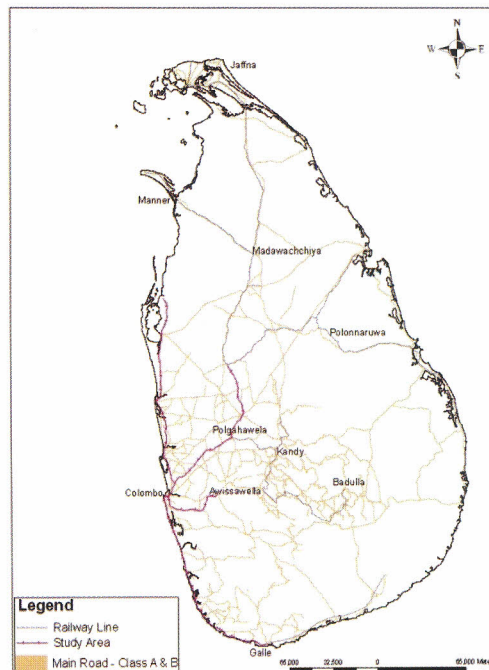 N
W E
S
Jaffna
Manner
Madawachchiya
Polonnaruwa
Polgahawela
Kandy
Colombo
Awissawella
Badulla
Galle
Legend
Railway Line
Study Area
Main Road - Class A & B
65,000 32,500 0 65,000